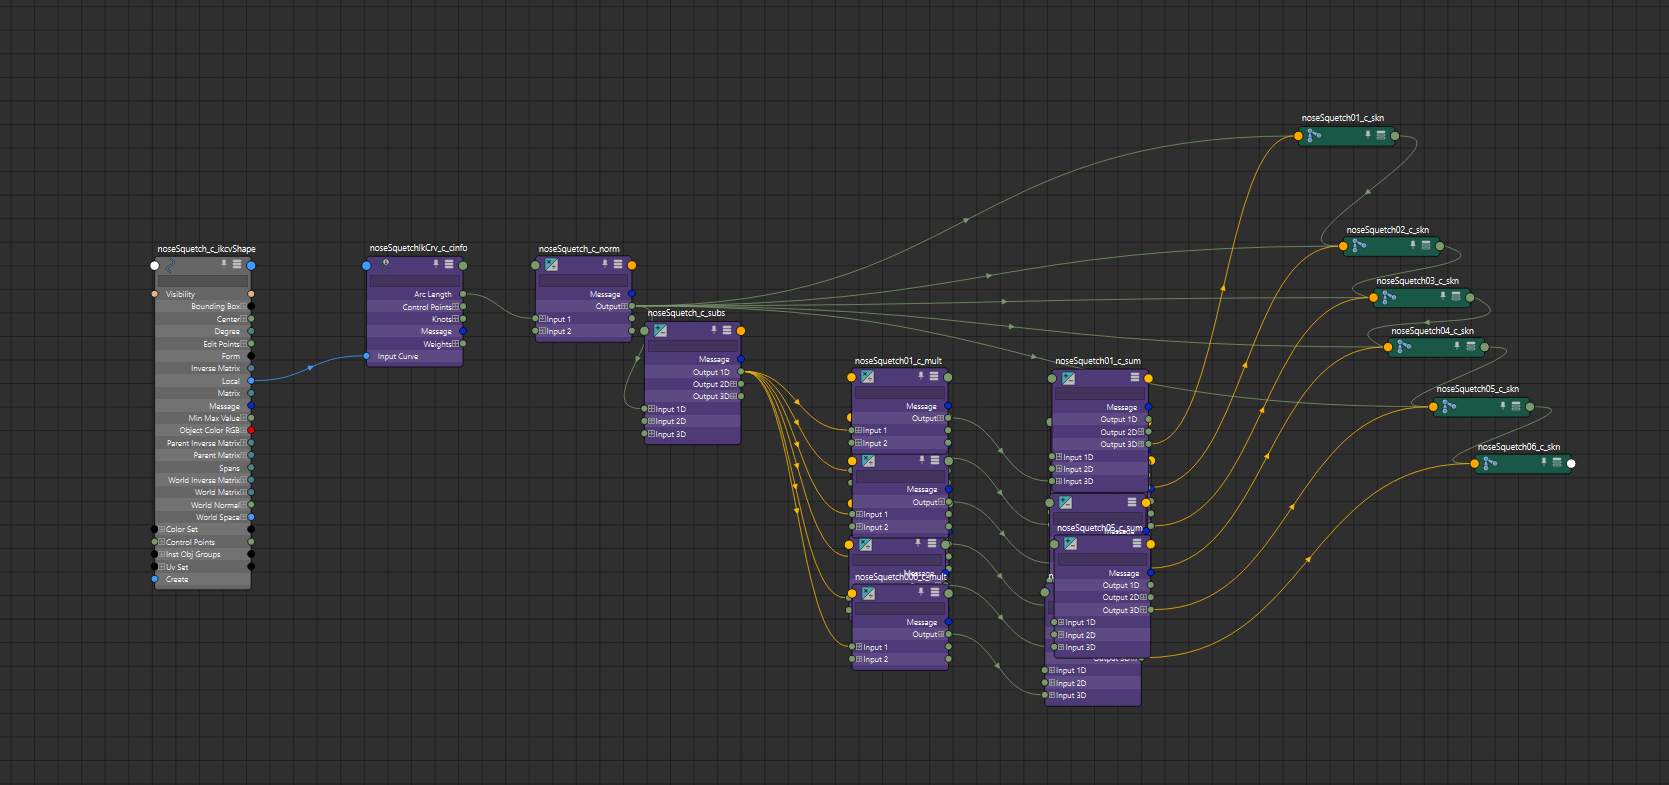 noseSquetch_c_ikcvShape
Visibility
Bounding Box
Center
Degree
Edit Points
Form
Inverse Matrix
Local
Matrix
Message
Min Max Value
Object Color RGB
Parent Inverse Matrix
Parent Matrix
Spans
World Inverse Matrix
World Matrix
World Normal
World Space
Color Set
Control Points
Inst Obj Groups
Uv Set
Create
noseSquetchIkCrv_c_cinfo
Arc Length
Control Points
Knots
Message
Weights
Input Curve
noseSquetch_c_norm
Message
Output
Input 1
Input 2
noseSquetch_c_subs
Message
Output 1D
Output 2D
Output 3D
Input 1D
Input 2D
Input 3D
noseSquetch01_c_mult
Message
Output
Input 1
Input 2
Message
Output
Input 1
Input 2
Message
Message
Output
Input 1
Input 2
noseSquetch01_c_sum
Message
Output 1D
Output 2D
Output 3D
Input 1D
Input 2D
Input 3D
Message
noseSquetch05_c_sum
Message
Output 1D
Output 2D
Output 3D
Input 1D
Input 2D
Input 3D
Output 3D
Input 1D
Input 2D
Input 3D
noseSquetch01_c_skn
noseSquetch02_c_skn
noseSquetch03_c_skn
noseSquetch04_c_skn
noseSquetch05_c_skn
noseSquetch06_c_skn